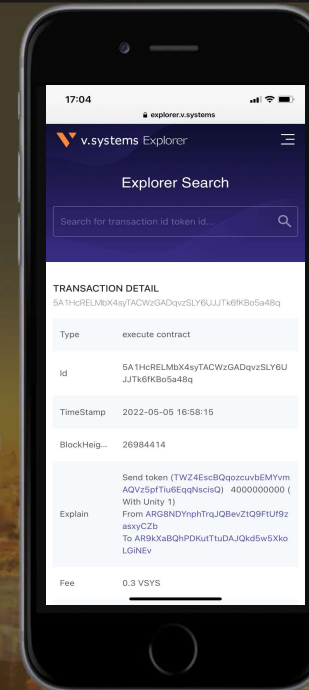 17:04
explorer.v.systems
v.systems Explorer
Explorer Search
Search for transaction id token id...
TRANSACTION DETAIL
5A1HcRELMbX4syTACWzGADqvzSLY6UJJTk6fKBo5a48q
Type execute contract
Id 5A1HcRELMbX4syTACWzGADqvzSLY6U
JJTk6fKBo5a48q
TimeStamp 2022-05-05 16:58:15
BlockHeig... 26984414
Explain Send token (TWZ4EscBQqozcuvbEMYvm
AQVz5pfTiu6EqqNscisQ) 4000000000 (
With Unity 1)
From ARG8NDYnphTrqJQBevZtQ9FtUf9z
asxyCZb
To AR9kXaBQhPDKutTtuDAJQkd5w5Xko
LGiNEv
Fee 0.3 VSYS